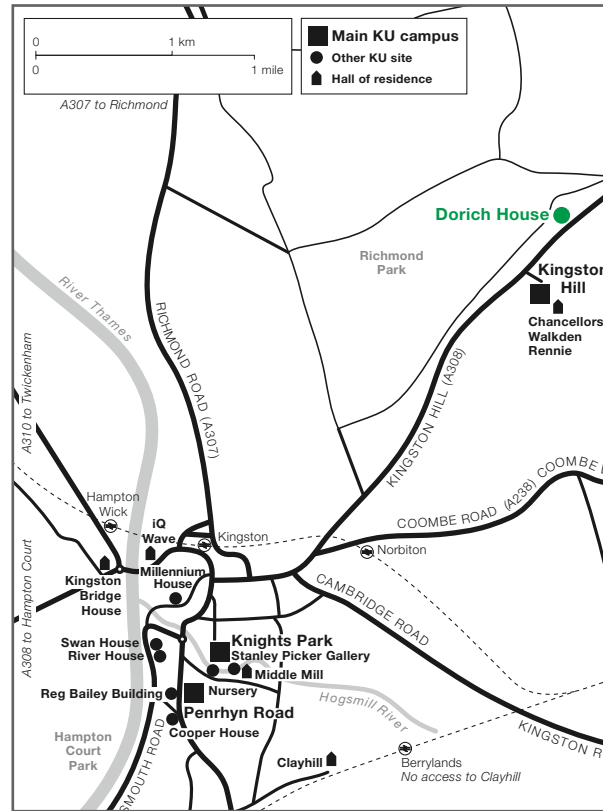 0 1 km
0 1 mile
Main KU campus
Other KU site
Hall of residence
A307 to Richmond
Dorich House
Richmond
Park
Kingston
Hill
Chancellors
Walkden
Rennie
River Thames
RICHMOND ROAD (A307)
KINGSTON HILL (A308)
A310 to Twickenham
COOMBE ROAD (A238)
COOMBE
Hampton
Wick
iQ
Wave
Kingston
Norbiton
Kingston
Bridge
House
Millennium
House
CAMBRIDGE ROAD
A308 to Hampton Court
Swan House
River House
Knights Park
Stanley Picker Gallery
Middle Mill
Reg Bailey Building
Nursery
Penrhyn Road
Cooper House
Hogsmill River
Hampton
Court
Park
SMOUTH ROAD
Clayhill
Berrylands
No access to Clayhill
KINGSTON R